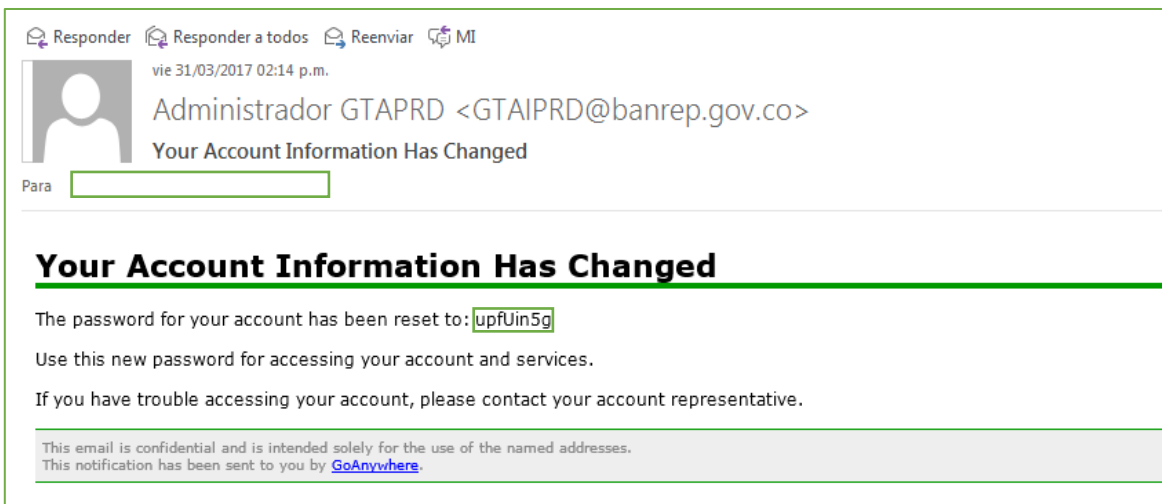 Responder Responder a todos Reenviar MI
vie 31/03/2017 02:14 p.m.
Administrador GTAPRD <GTAIPRD@banrep.gov.co>
Your Account Information Has Changed
Para
Your Account Information Has Changed
The password for your account has been reset to: upfUin5g
Use this new password for accessing your account and services.
If you have trouble accessing your account, please contact your account representative.
This email is confidential and is intended solely for the use of the named addresses.
This notification has been sent to you by GoAnywhere.